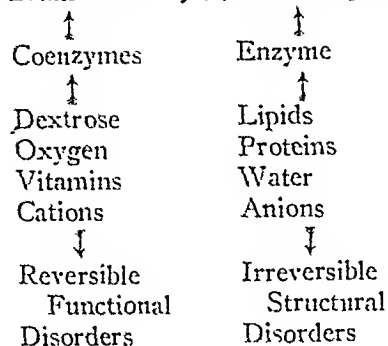 Coenzymes
Enzyme
Dextrose
Oxygen
Vitamins
Cations
Lipids
Proteins
Water
Anions
Reversible
Functional
Disorders
Irreversible
Structural
Disorders